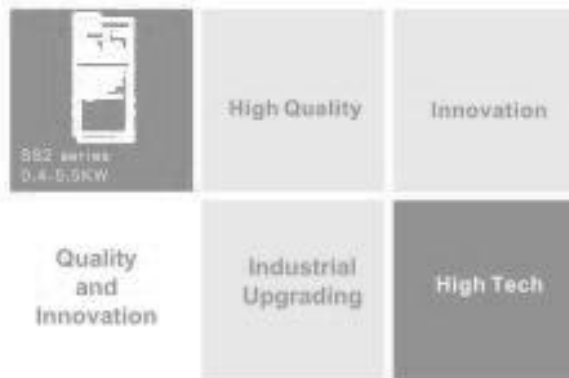 SS2 series
0.4-5.5KW
High Quality
Innovation
Quality
and
Innovation
Industrial
Upgrading
High Tech